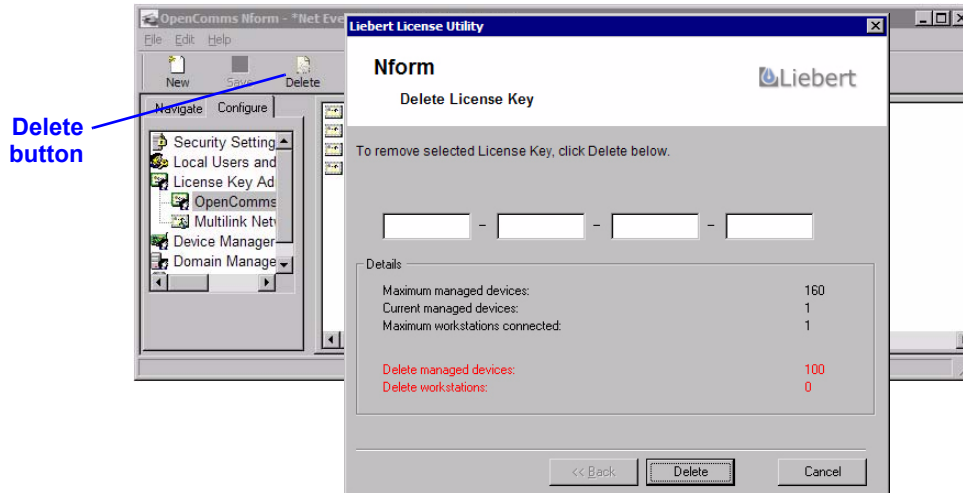 OpenComms Nform - *Net Eve
File Edit Help
New Save Delete
Navigate Configure
Delete button
Security Setting
Local Users and
License Key Ad
OpenComms
Multilink Netw
Device Manager
Domain Manage
Liebert License Utility
Nform
Liebert
Delete License Key
To remove selected License Key, click Delete below.
- - -
Details
Maximum managed devices: 160
Current managed devices: 1
Maximum workstations connected: 1
Delete managed devices: 100
Delete workstations: 0
<< Back Delete Cancel